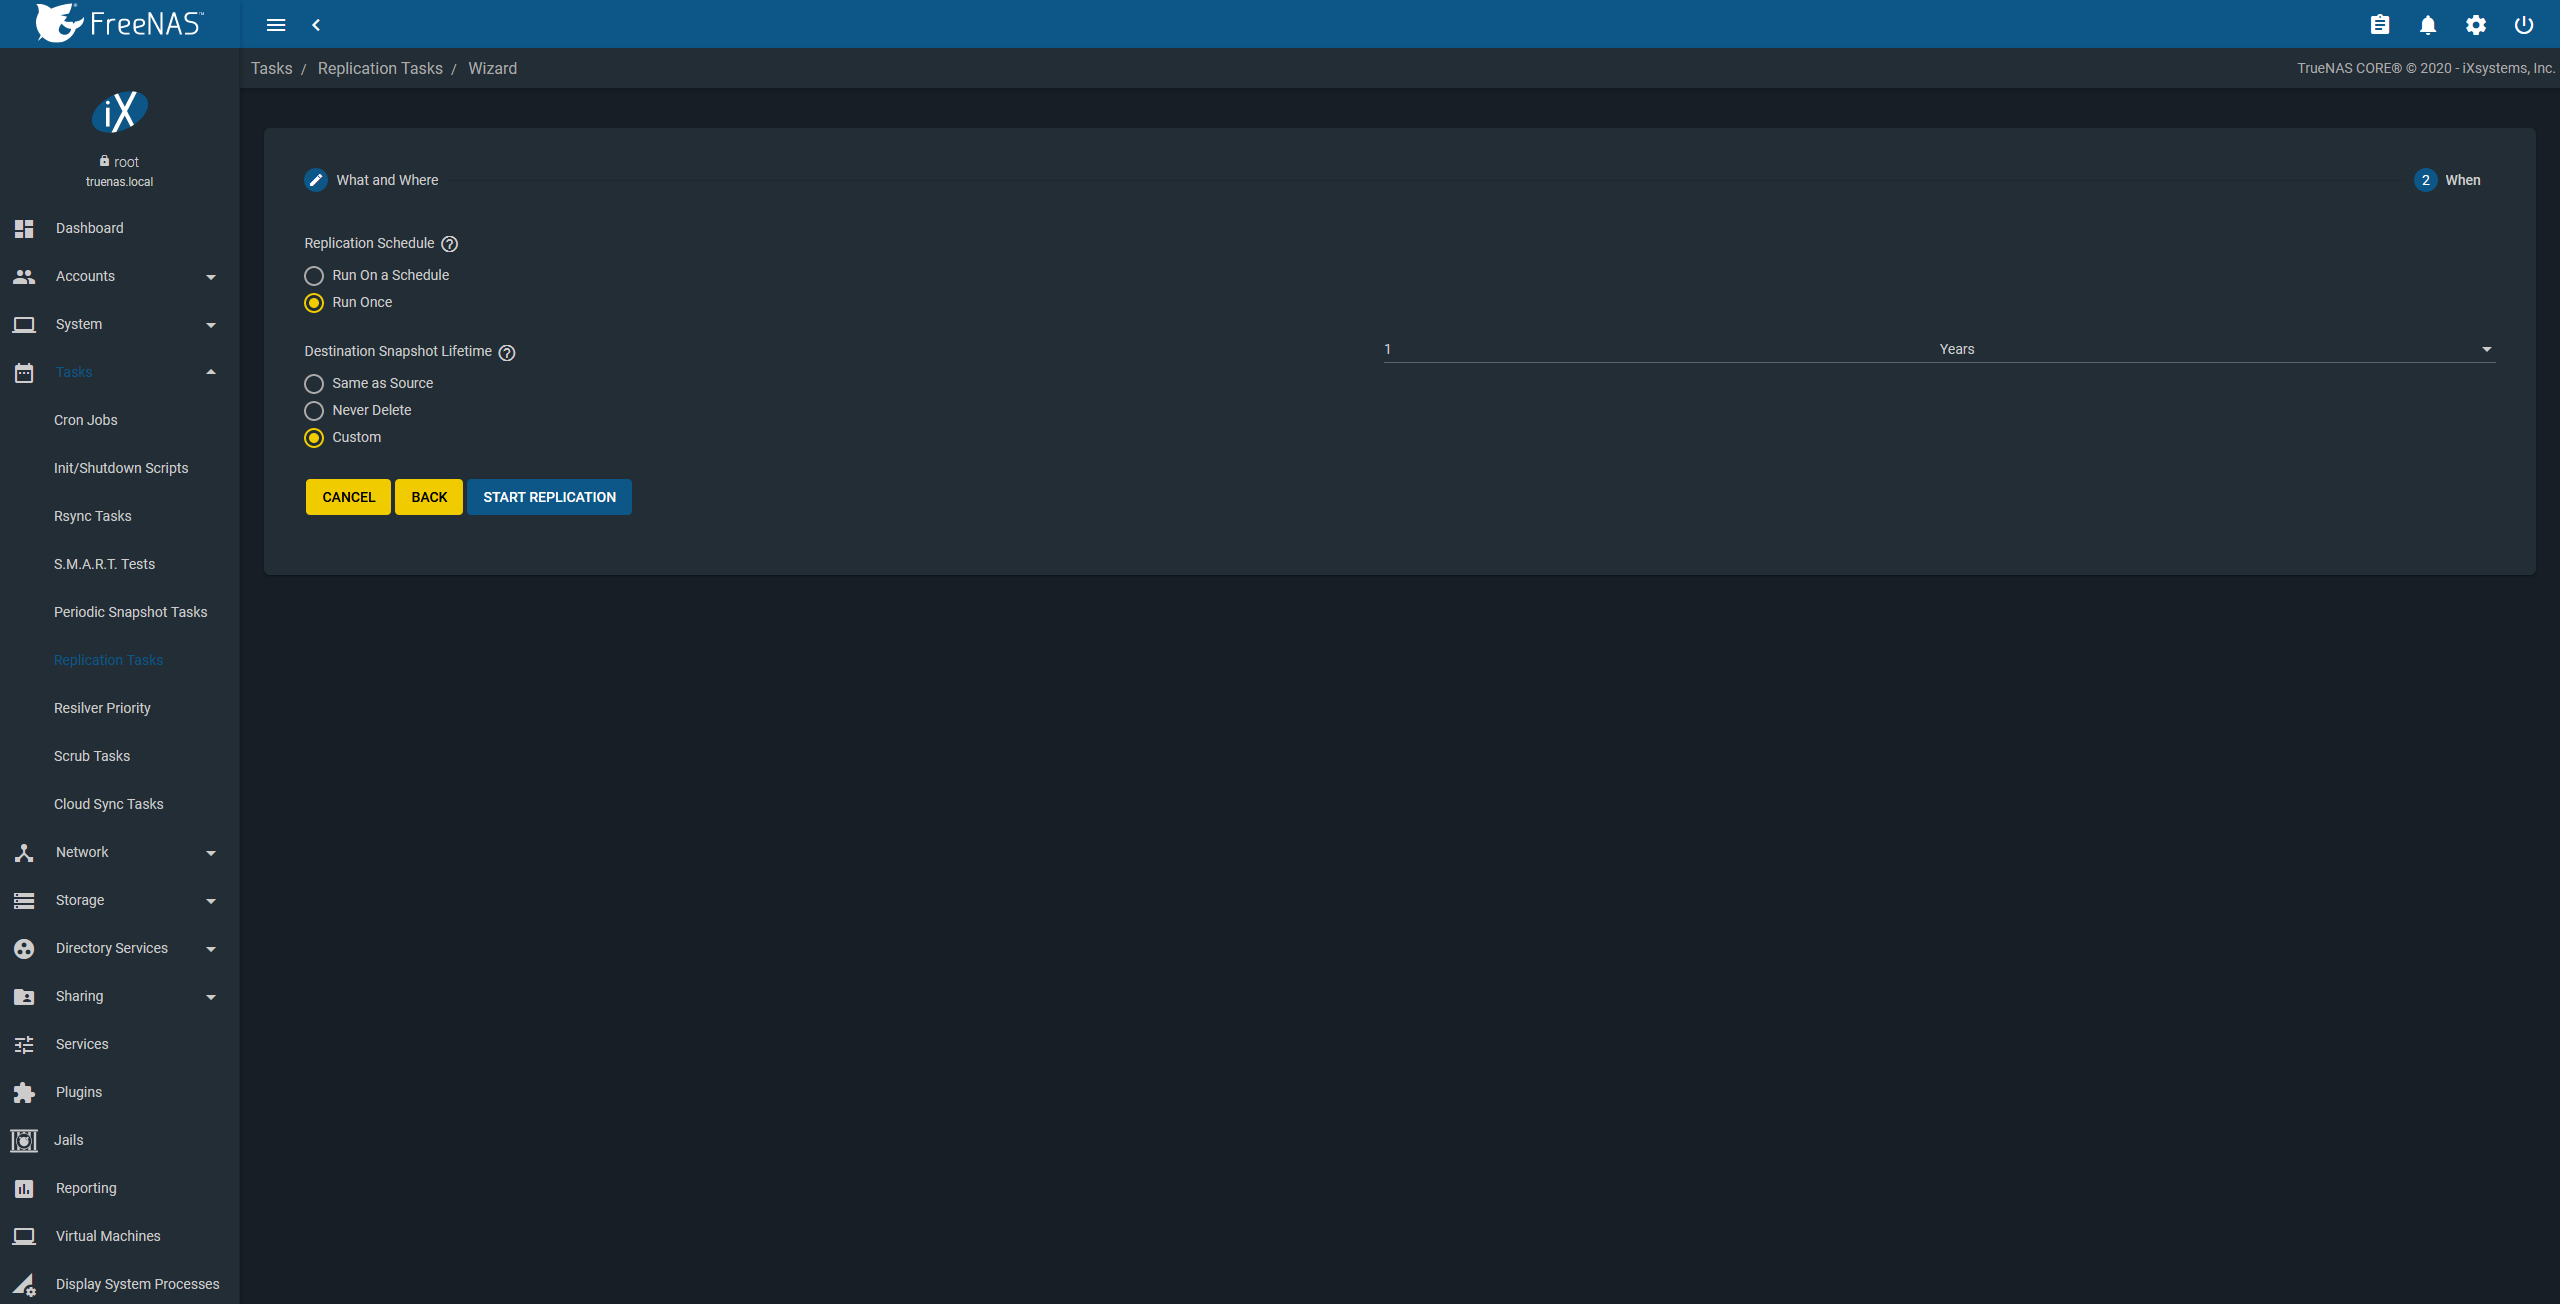 FreeNAS™
Tasks / Replication Tasks / Wizard
TrueNAS CORE® © 2020 - iXsystems, Inc.
iX
root
truenas.local
Dashboard
Accounts
System
Tasks
Cron Jobs
Init/Shutdown Scripts
Rsync Tasks
S.M.A.R.T. Tests
Periodic Snapshot Tasks
Replication Tasks
Resilver Priority
Scrub Tasks
Cloud Sync Tasks
Network
Storage
Directory Services
Sharing
Services
Plugins
Jails
Reporting
Virtual Machines
Display System Processes
What and Where
2 When
Replication Schedule ?
Run On a Schedule
Run Once
Destination Snapshot Lifetime ?
1 Years
Same as Source
Never Delete
Custom
CANCEL BACK START REPLICATION